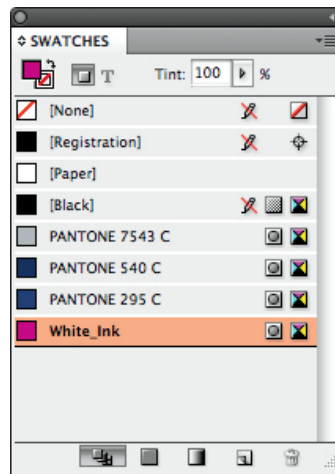 SWATCHES
T Tint: 100 %
[None]
[Registration]
[Paper]
[Black]
PANTONE 7543 C
PANTONE 540 C
PANTONE 295 C
White_Ink